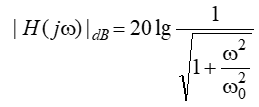 | H(jω) |dB = 20 lg 1 / √(1 + ω² / ω₀²)